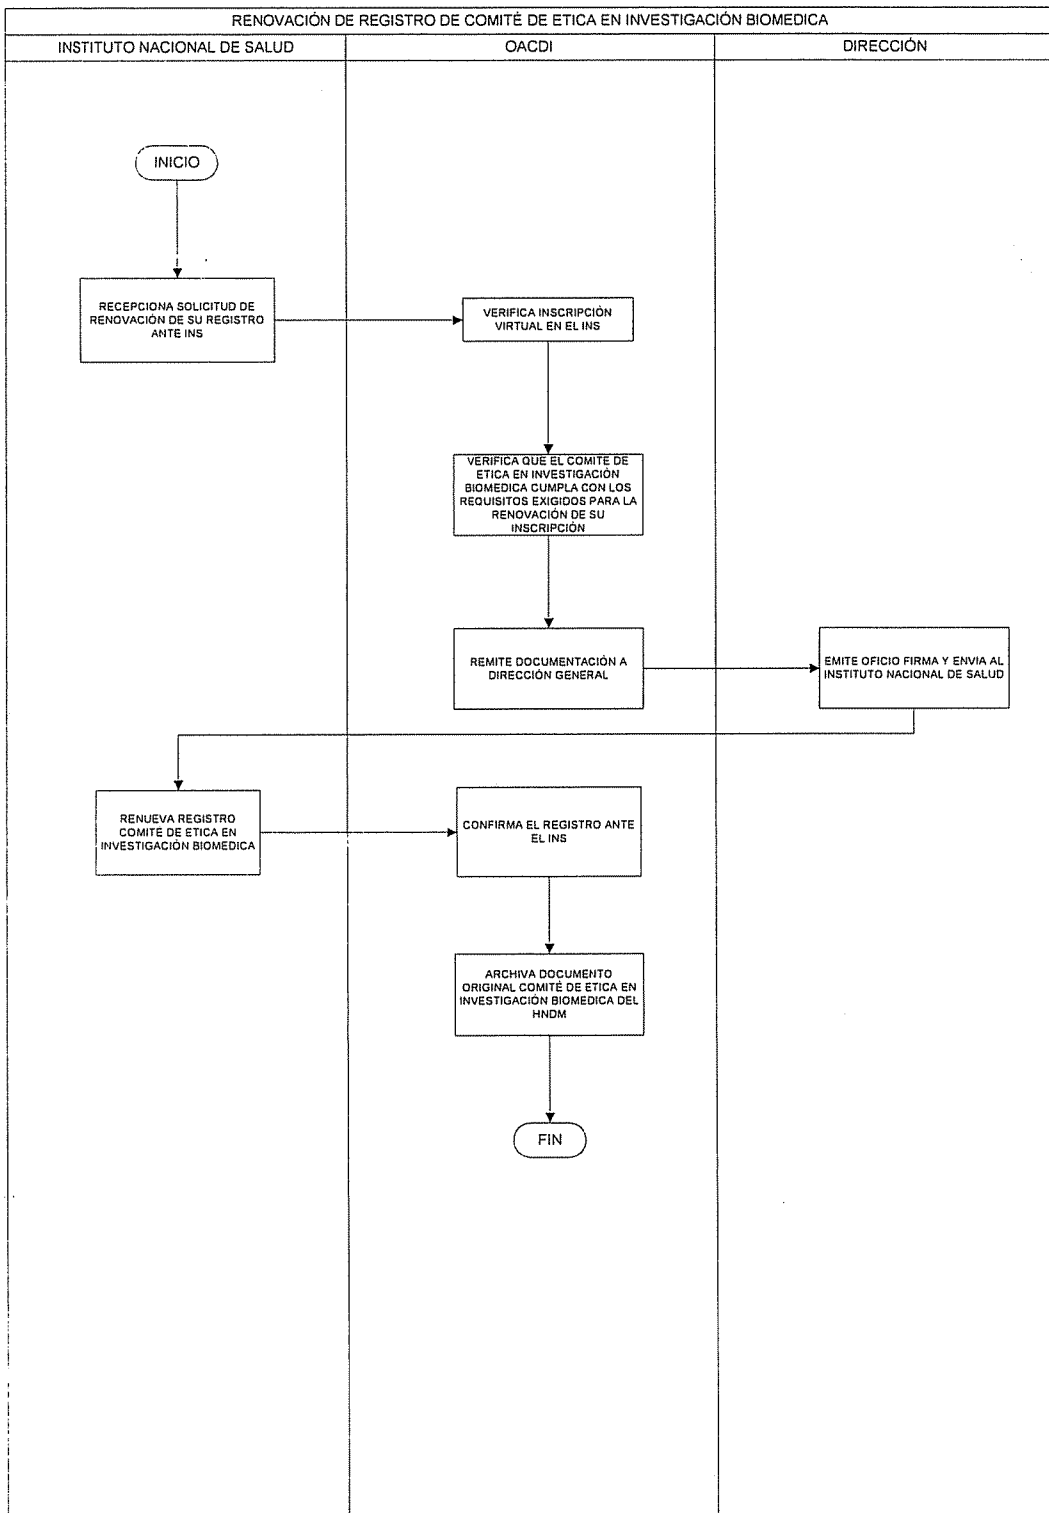 RENOVACIÓN DE REGISTRO DE COMITÉ DE ETICA EN INVESTIGACIÓN BIOMEDICA
INSTITUTO NACIONAL DE SALUD
OACDI
DIRECCIÓN
INICIO
RECEPCIONA SOLICITUD DE
RENOVACIÓN DE SU REGISTRO
ANTE INS
VERIFICA INSCRIPCIÓN
VIRTUAL EN EL INS
VERIFICA QUE EL COMITÉ DE
ETICA EN INVESTIGACIÓN
BIOMEDICA CUMPLA CON LOS
REQUISITOS EXIGIDOS PARA LA
RENOVACIÓN DE SU
INSCRIPCIÓN
REMITE DOCUMENTACIÓN A
DIRECCIÓN GENERAL
EMITE OFICIO FIRMA Y ENVIA AL
INSTITUTO NACIONAL DE SALUD
RENUEVA REGISTRO
COMITÉ DE ETICA EN
INVESTIGACIÓN BIOMEDICA
CONFIRMA EL REGISTRO ANTE
EL INS
ARCHIVA DOCUMENTO
ORIGINAL COMITÉ DE ETICA EN
INVESTIGACIÓN BIOMEDICA DEL
HNDM
FIN